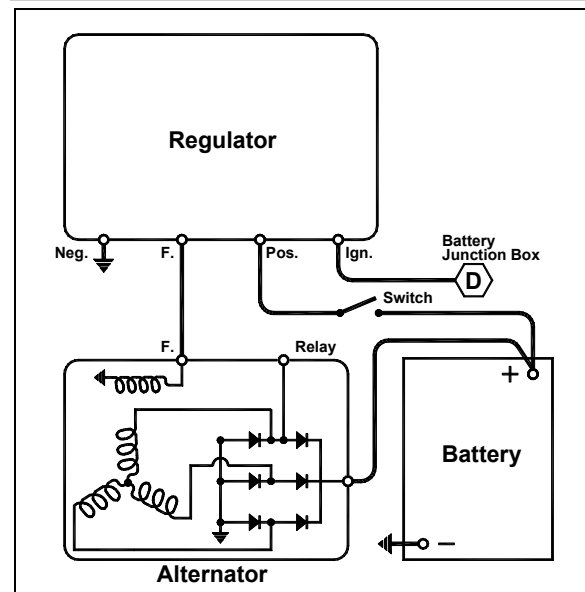 Regulator
Neg.
F.
Pos.
Ign.
Battery
Junction Box
D
Switch
F.
Relay
+
Battery
−
Alternator